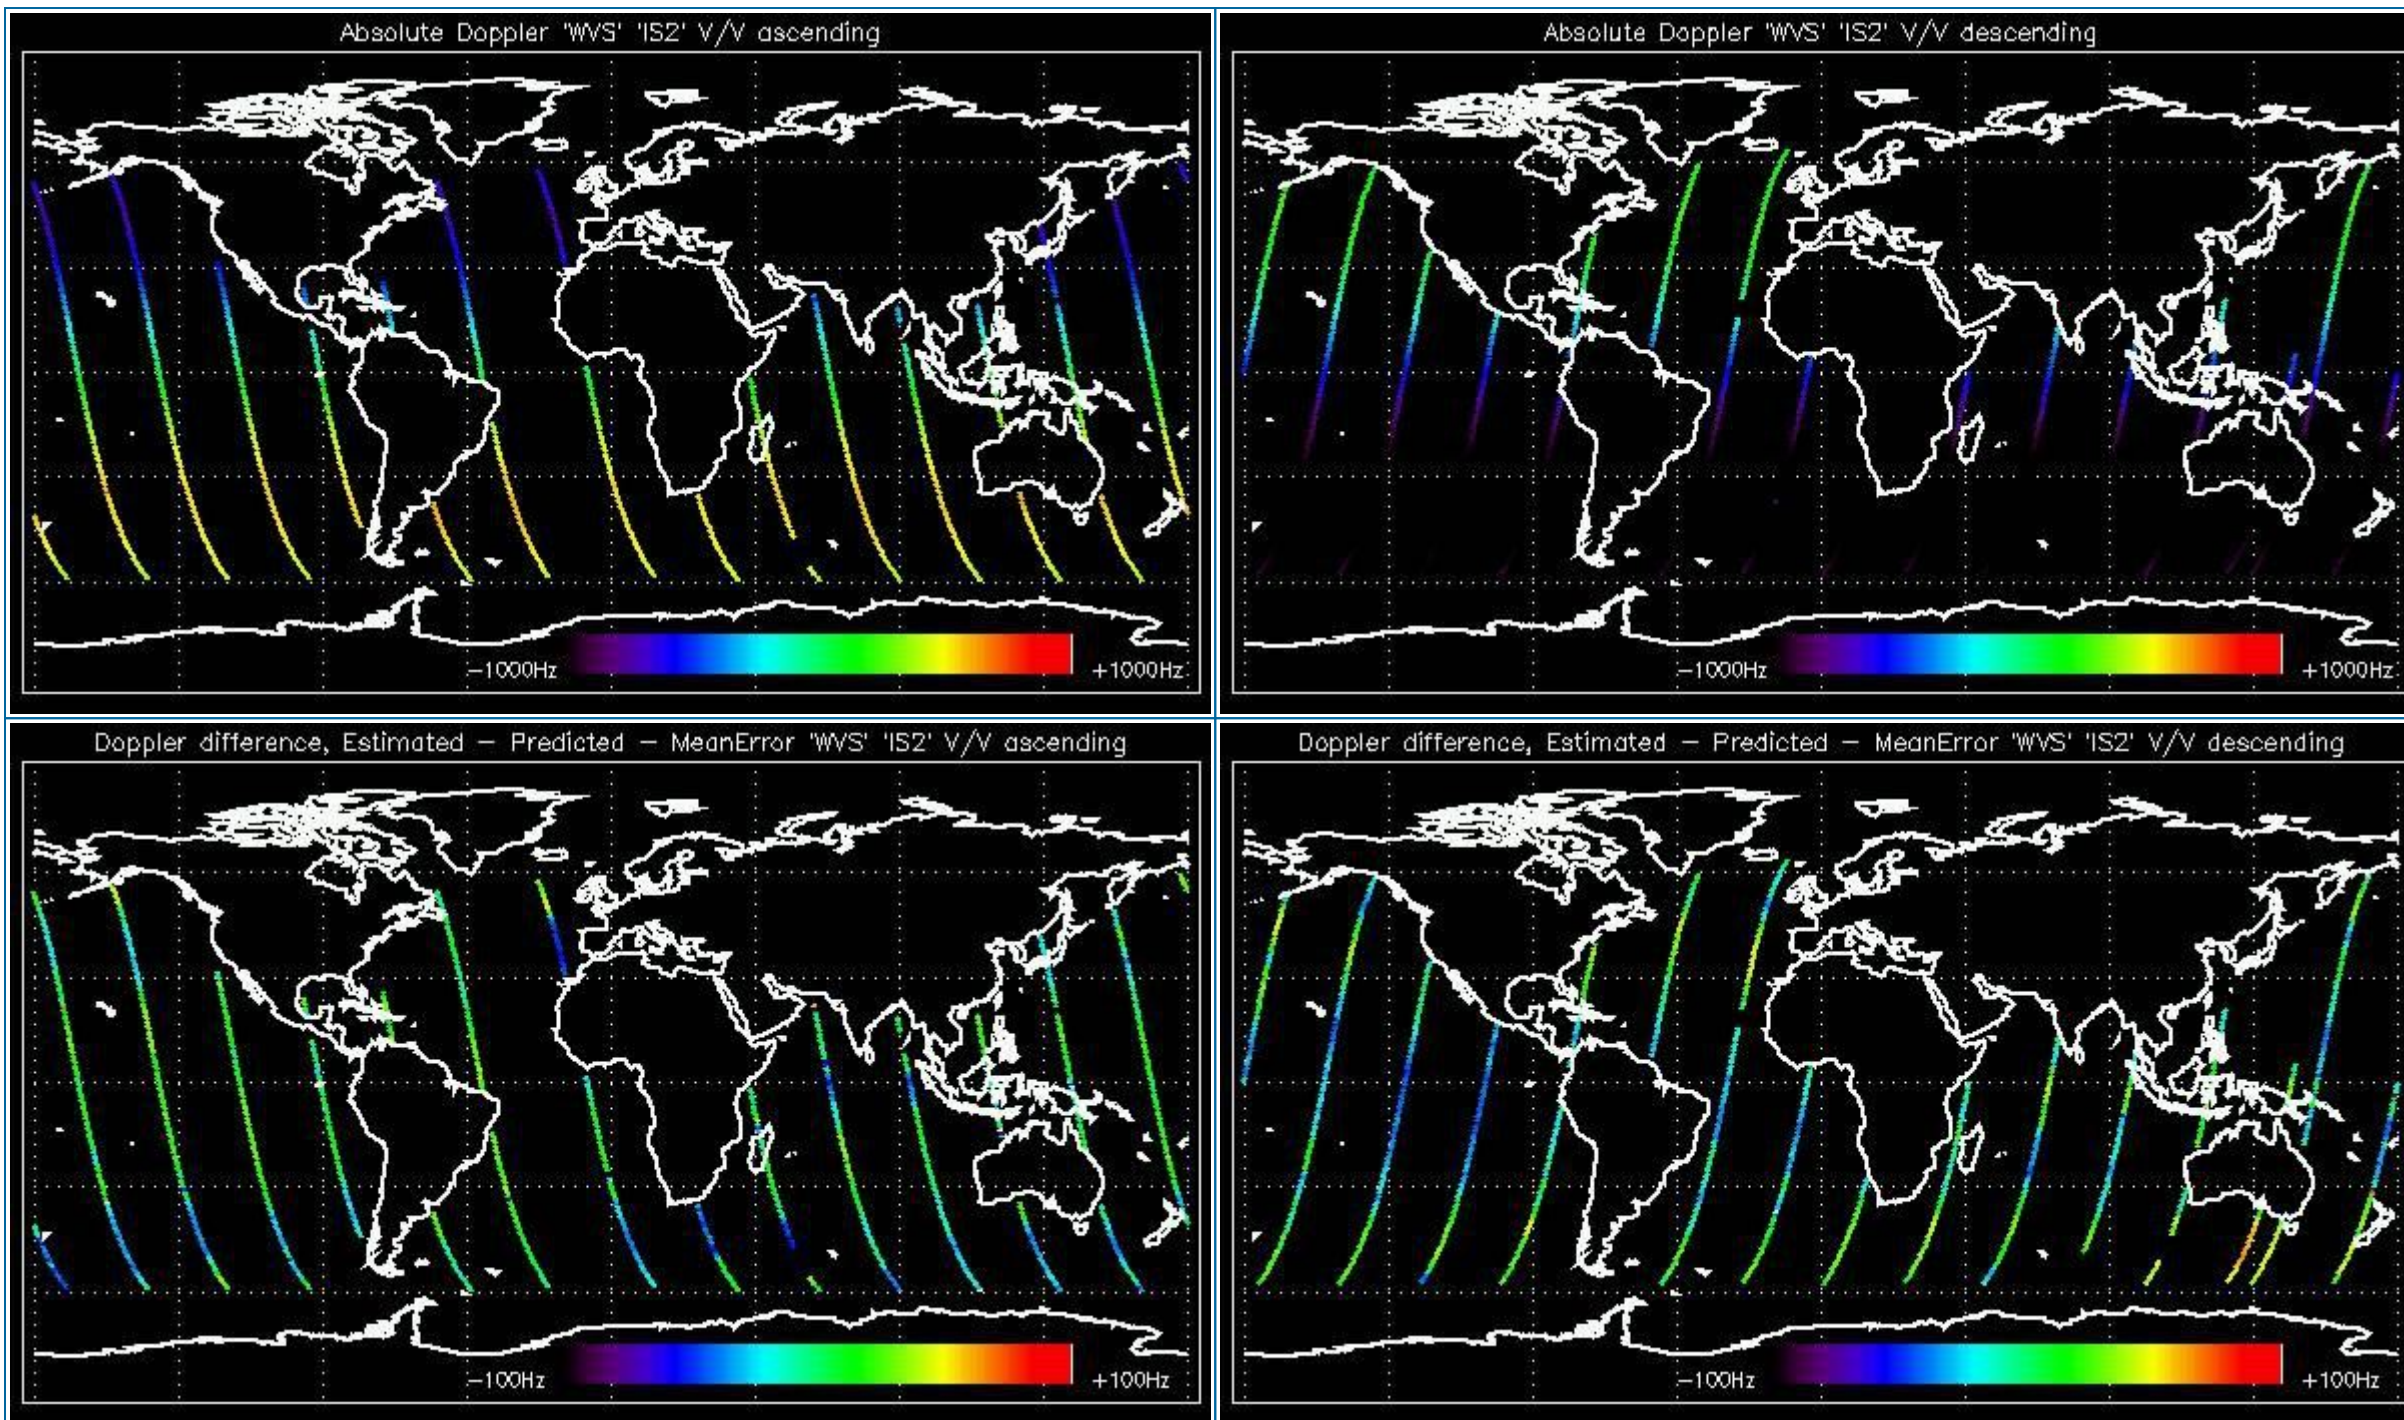 Absolute Doppler 'WVS' 'IS2' V/V ascending
-1000Hz
+1000Hz
Absolute Doppler 'WVS' 'IS2' V/V descending
-1000Hz
+1000Hz
Doppler difference, Estimated - Predicted - MeanError 'WVS' 'IS2' V/V ascending
-100Hz
+100Hz
Doppler difference, Estimated - Predicted - MeanError 'WVS' 'IS2' V/V descending
-100Hz
+100Hz